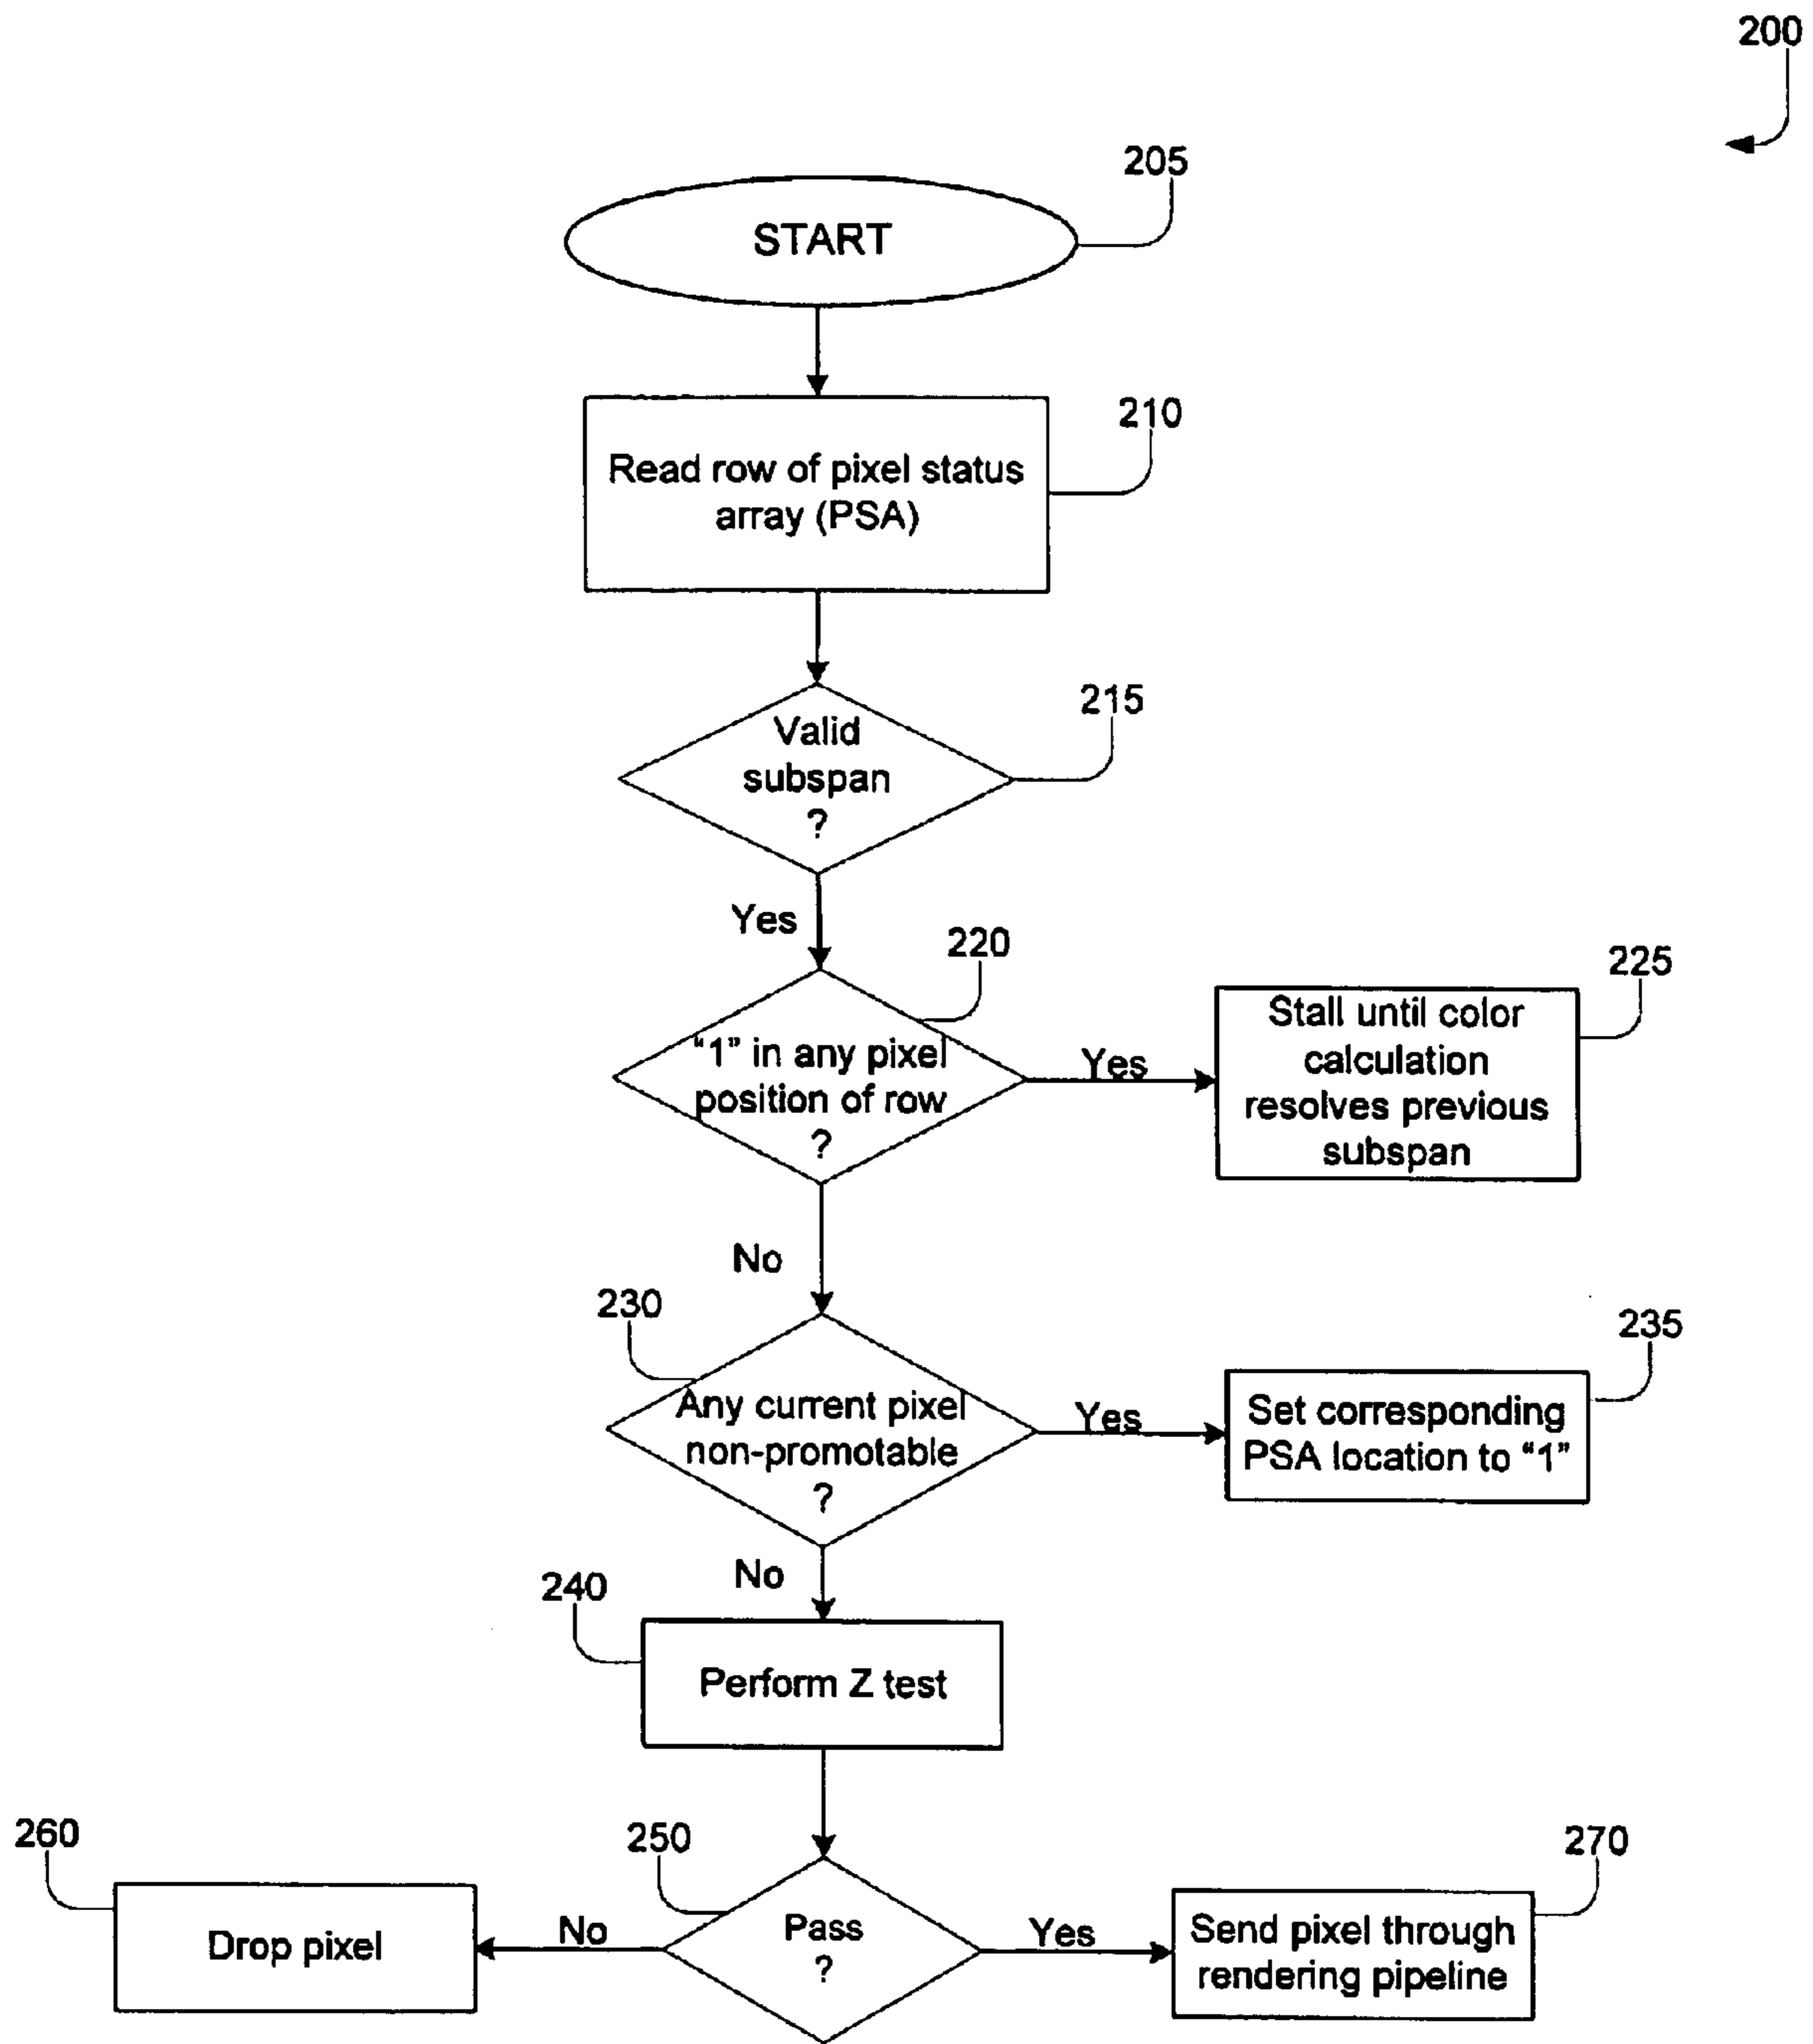 200
205
START
210
Read row of pixel status
array (PSA)
215
Valid
subspan
?
Yes
220
“1” in any pixel
position of row
?
Yes
225
Stall until color
calculation
resolves previous
subspan
No
230
Any current pixel
non-promotable
?
Yes
235
Set corresponding
PSA location to “1”
No
240
Perform Z test
250
Pass
?
No
260
Drop pixel
Yes
270
Send pixel through
rendering pipeline